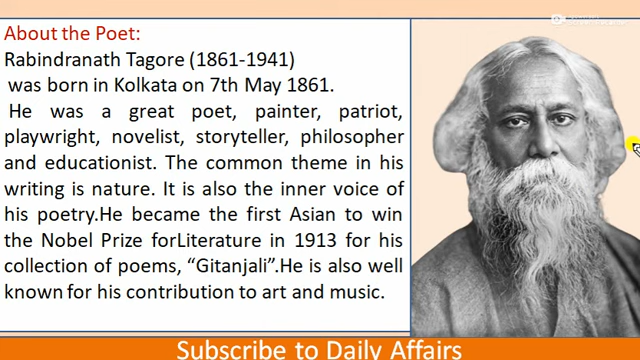 About the Poet:
Rabindranath Tagore (1861-1941)
was born in Kolkata on 7th May 1861.
He was a great poet, painter, patriot,
playwright, novelist, storyteller, philosopher
and educationist. The common theme in his
writing is nature. It is also the inner voice of
his poetry.He became the first Asian to win
the Nobel Prize forLiterature in 1913 for his
collection of poems, “Gitanjali”.He is also well
known for his contribution to art and music.
Subscribe to Daily Affairs